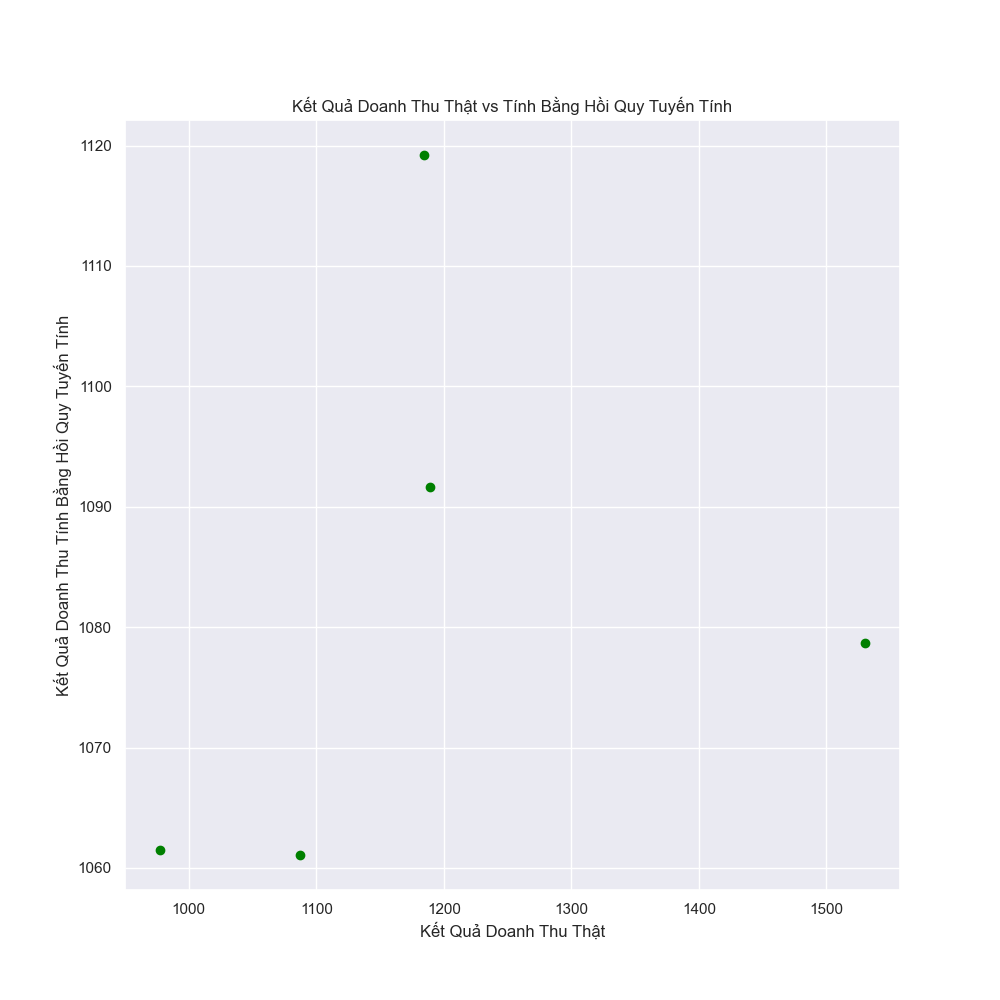 Kết Quả Doanh Thu Thật vs Tính Bằng Hồi Quy Tuyến Tính
Kết Quả Doanh Thu Tính Bằng Hồi Quy Tuyến Tính
1120
1110
1100
1090
1080
1070
1060
1000 1100 1200 1300 1400 1500
Kết Quả Doanh Thu Thật